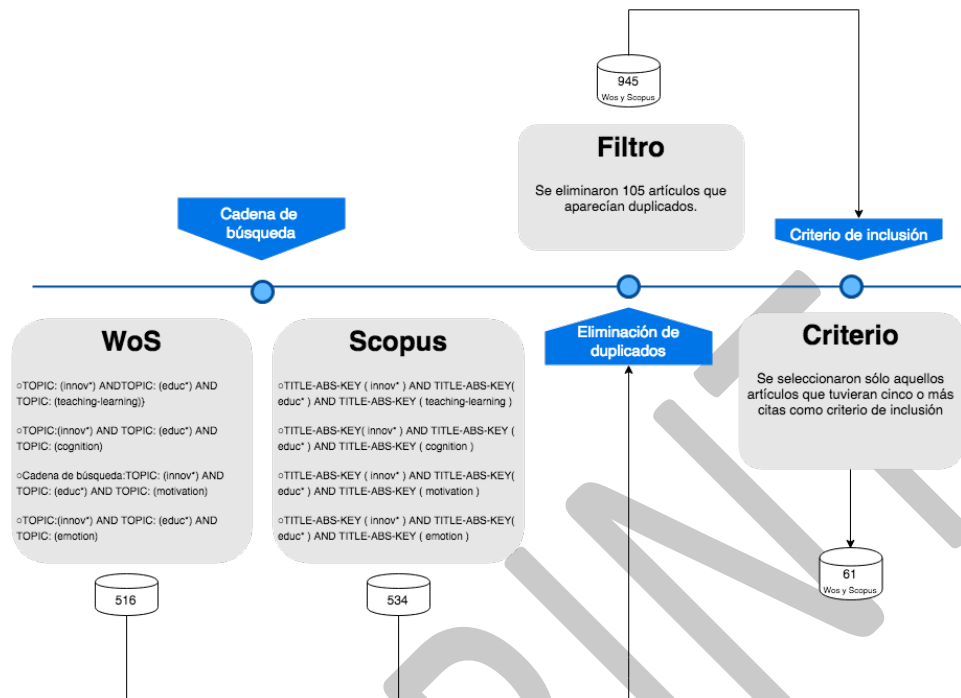 945
Wos y Scopus
Filtro
Se eliminaron 105 artículos que
aparecían duplicados.
Cadena de
búsqueda
Criterio de inclusión
WoS
○TOPIC: (innov*) ANDTOPIC: (educ*) AND
TOPIC: (teaching-learning)}
○TOPIC:(innov*) AND TOPIC: (educ*) AND
TOPIC: (cognition)
○Cadena de búsqueda:TOPIC: (innov*) AND
TOPIC: (educ*) AND TOPIC: (motivation)
○TOPIC:(innov*) AND TOPIC: (educ*) AND
TOPIC: (emotion)
516
Scopus
○TITLE-ABS-KEY ( innov* ) AND TITLE-ABS-KEY(
educ* ) AND TITLE-ABS-KEY ( teaching-learning )
○TITLE-ABS-KEY( innov* ) AND TITLE-ABS-KEY (
educ* ) AND TITLE-ABS-KEY ( cognition )
○TITLE-ABS-KEY ( innov* ) AND TITLE-ABS-KEY(
educ* ) AND TITLE-ABS-KEY ( motivation )
○TITLE-ABS-KEY ( innov* ) AND TITLE-ABS-KEY(
educ* ) AND TITLE-ABS-KEY ( emotion )
534
Eliminación de
duplicados
Criterio
Se seleccionaron sólo aquellos
artículos que tuvieran cinco o más
citas como criterio de inclusión
61
Wos y Scopus